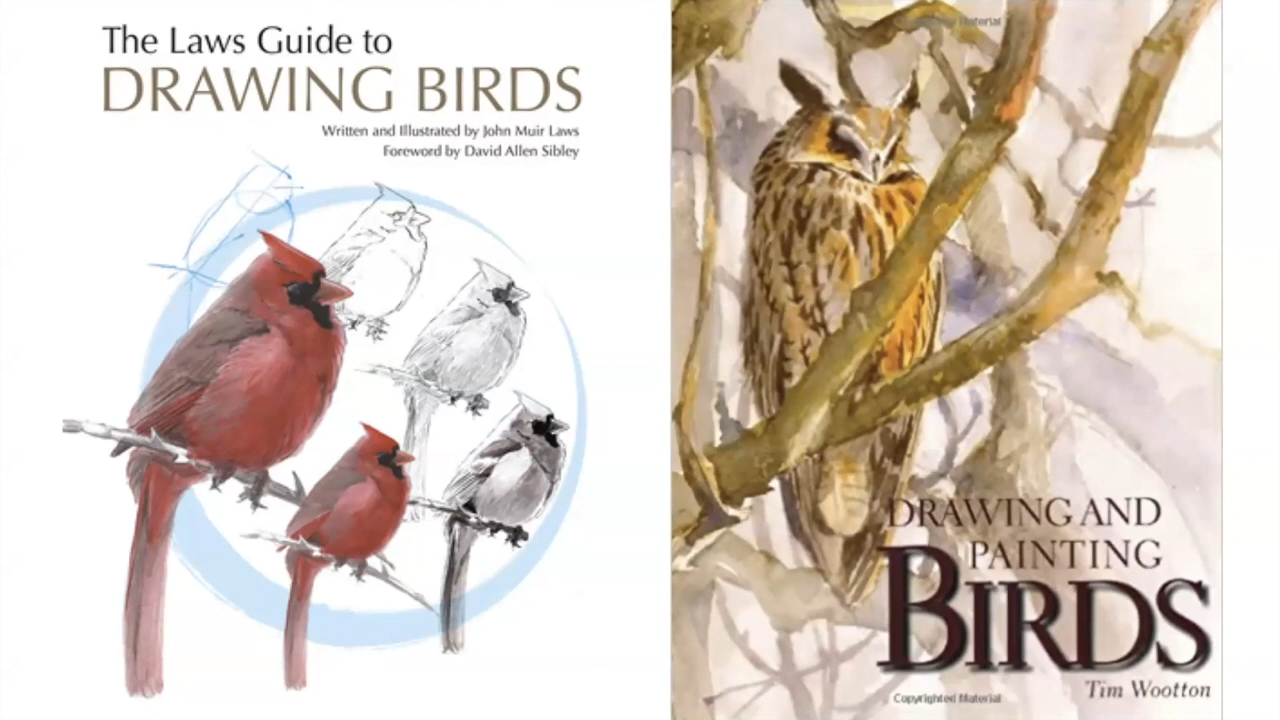 The Laws Guide to
DRAWING BIRDS
Written and Illustrated by John Muir Laws
Foreword by David Allen Sibley
Material
DRAWING AND
PAINTING
BIRDS
Tim Wootton
Copyrighted Material